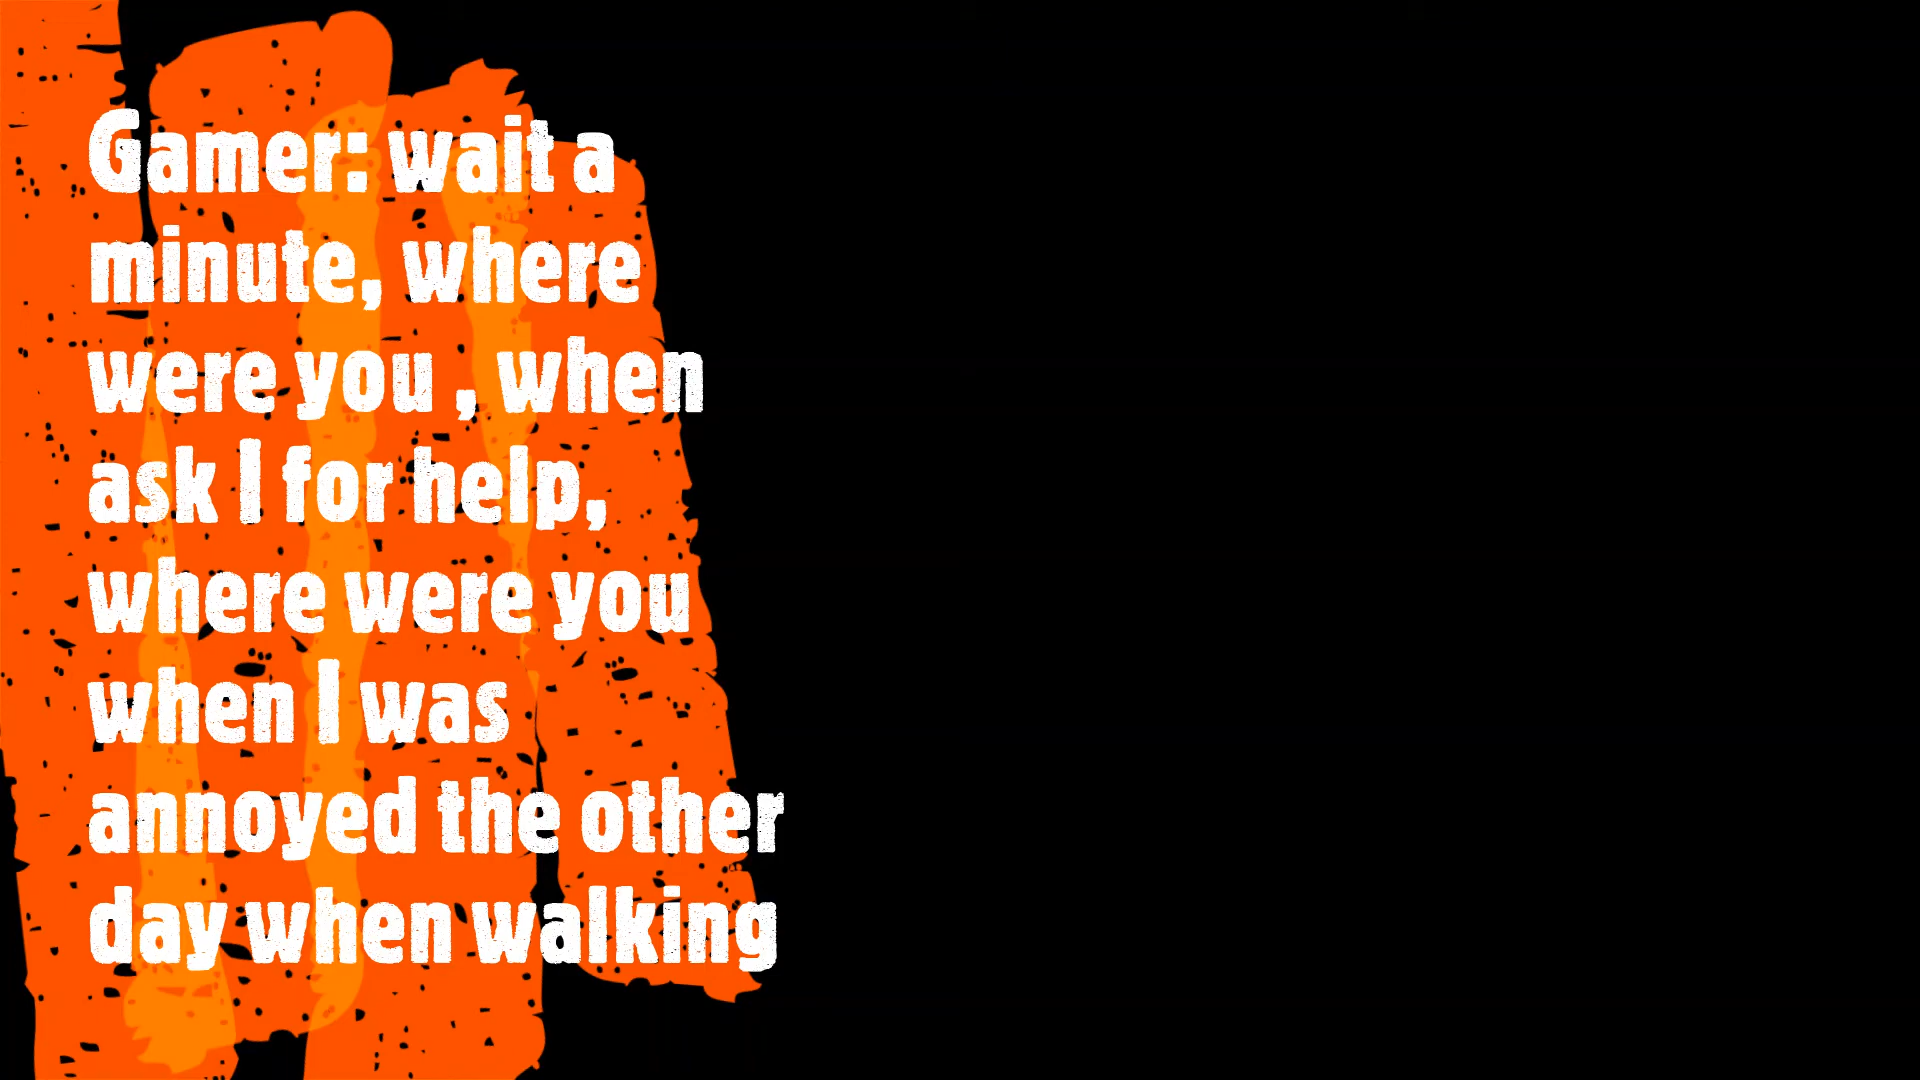 Gamer: wait a
minute, where
were you , when
ask I for help,
where were you
when I was
annoyed the other
day when walking